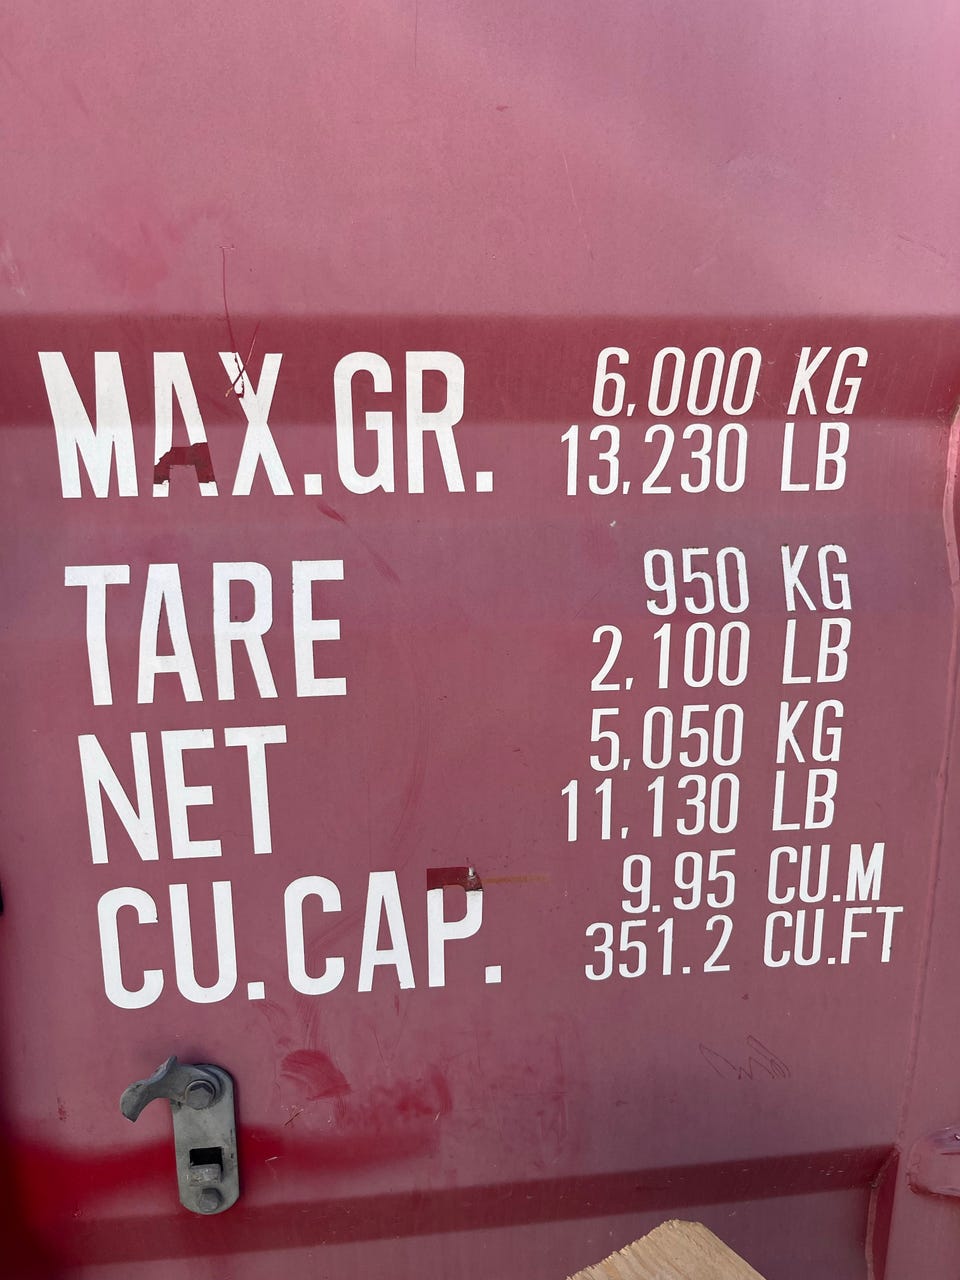 MAX.GR. 6,000 KG
13,230 LB
TARE 950 KG
2,100 LB
NET 5,050 KG
11,130 LB
CU.CAP. 9.95 CU.M
351.2 CU.FT